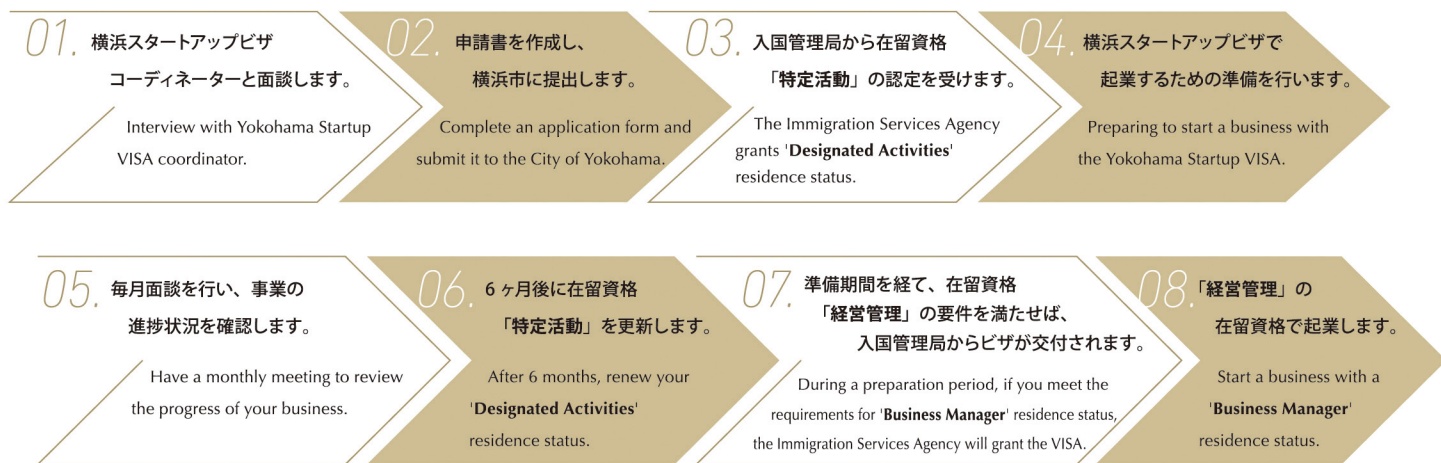 01. 横浜スタートアップビザ
コーディネーターと面談します。
Interview with Yokohama Startup
VISA coordinator.
02. 申請書を作成し、
横浜市に提出します。
Complete an application form and
submit it to the City of Yokohama.
03. 入国管理局から在留資格
「特定活動」の認定を受けます。
The Immigration Services Agency
grants 'Designated Activities'
residence status.
04. 横浜スタートアップビザで
起業するための準備を行います。
Preparing to start a business with
the Yokohama Startup VISA.
05. 毎月面談を行い、事業の
進捗状況を確認します。
Have a monthly meeting to review
the progress of your business.
06. 6ヶ月後に在留資格
「特定活動」を更新します。
After 6 months, renew your
'Designated Activities'
residence status.
07. 準備期間を経て、在留資格
「経営管理」の要件を満たせば、
入国管理局からビザが交付されます。
During a preparation period, if you meet the
requirements for 'Business Manager' residence status,
the Immigration Services Agency will grant the VISA.
08. 「経営管理」の
在留資格で起業します。
Start a business with a
'Business Manager'
residence status.